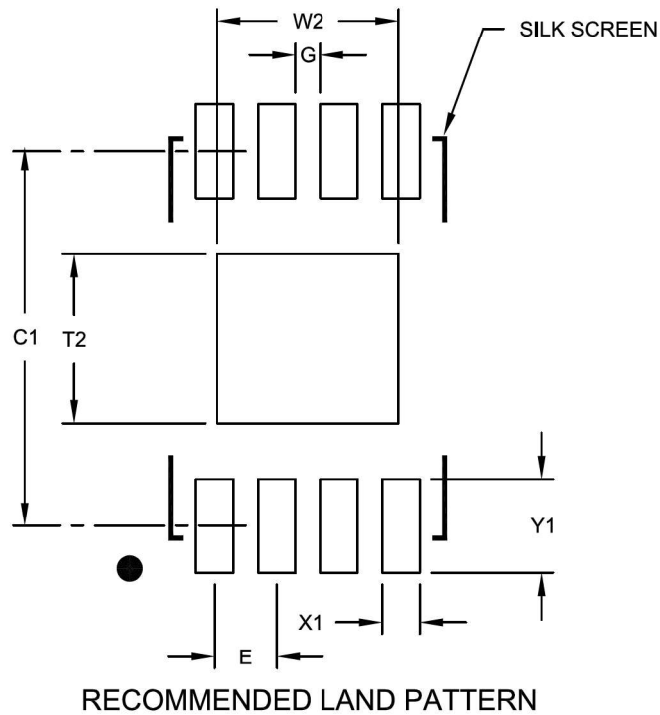 W2
SILK SCREEN
G
C1
T2
Y1
X1
E
RECOMMENDED LAND PATTERN